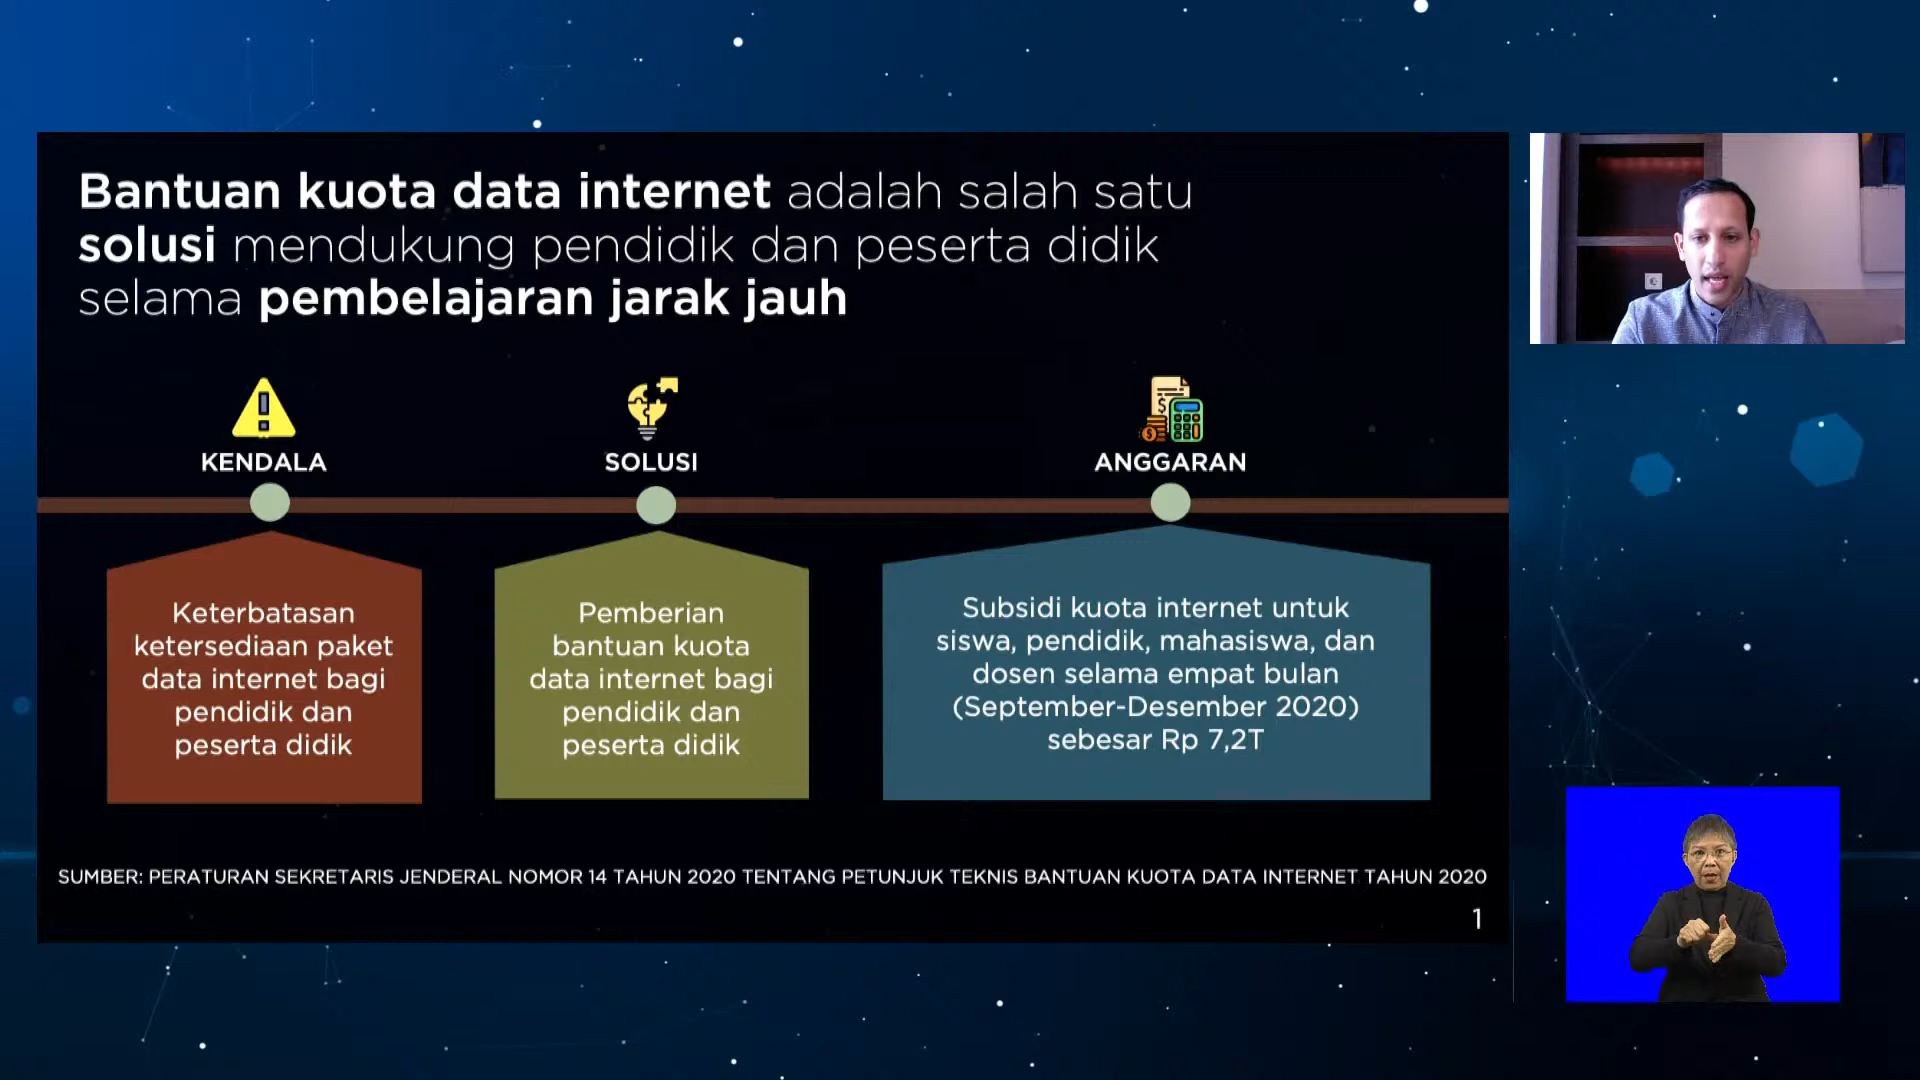 Bantuan kuota data internet adalah salah satu
solusi mendukung pendidik dan peserta didik
selama pembelajaran jarak jauh
KENDALA
SOLUSI
ANGGARAN
Keterbatasan
ketersediaan paket
data internet bagi
pendidik dan
peserta didik
Pemberian
bantuan kuota
data internet bagi
pendidik dan
peserta didik
Subsidi kuota internet untuk
siswa, pendidik, mahasiswa, dan
dosen selama empat bulan
(September-Desember 2020)
sebesar Rp 7,2T
SUMBER: PERATURAN SEKRETARIS JENDERAL NOMOR 14 TAHUN 2020 TENTANG PETUNJUK TEKNIS BANTUAN KUOTA DATA INTERNET TAHUN 2020
1